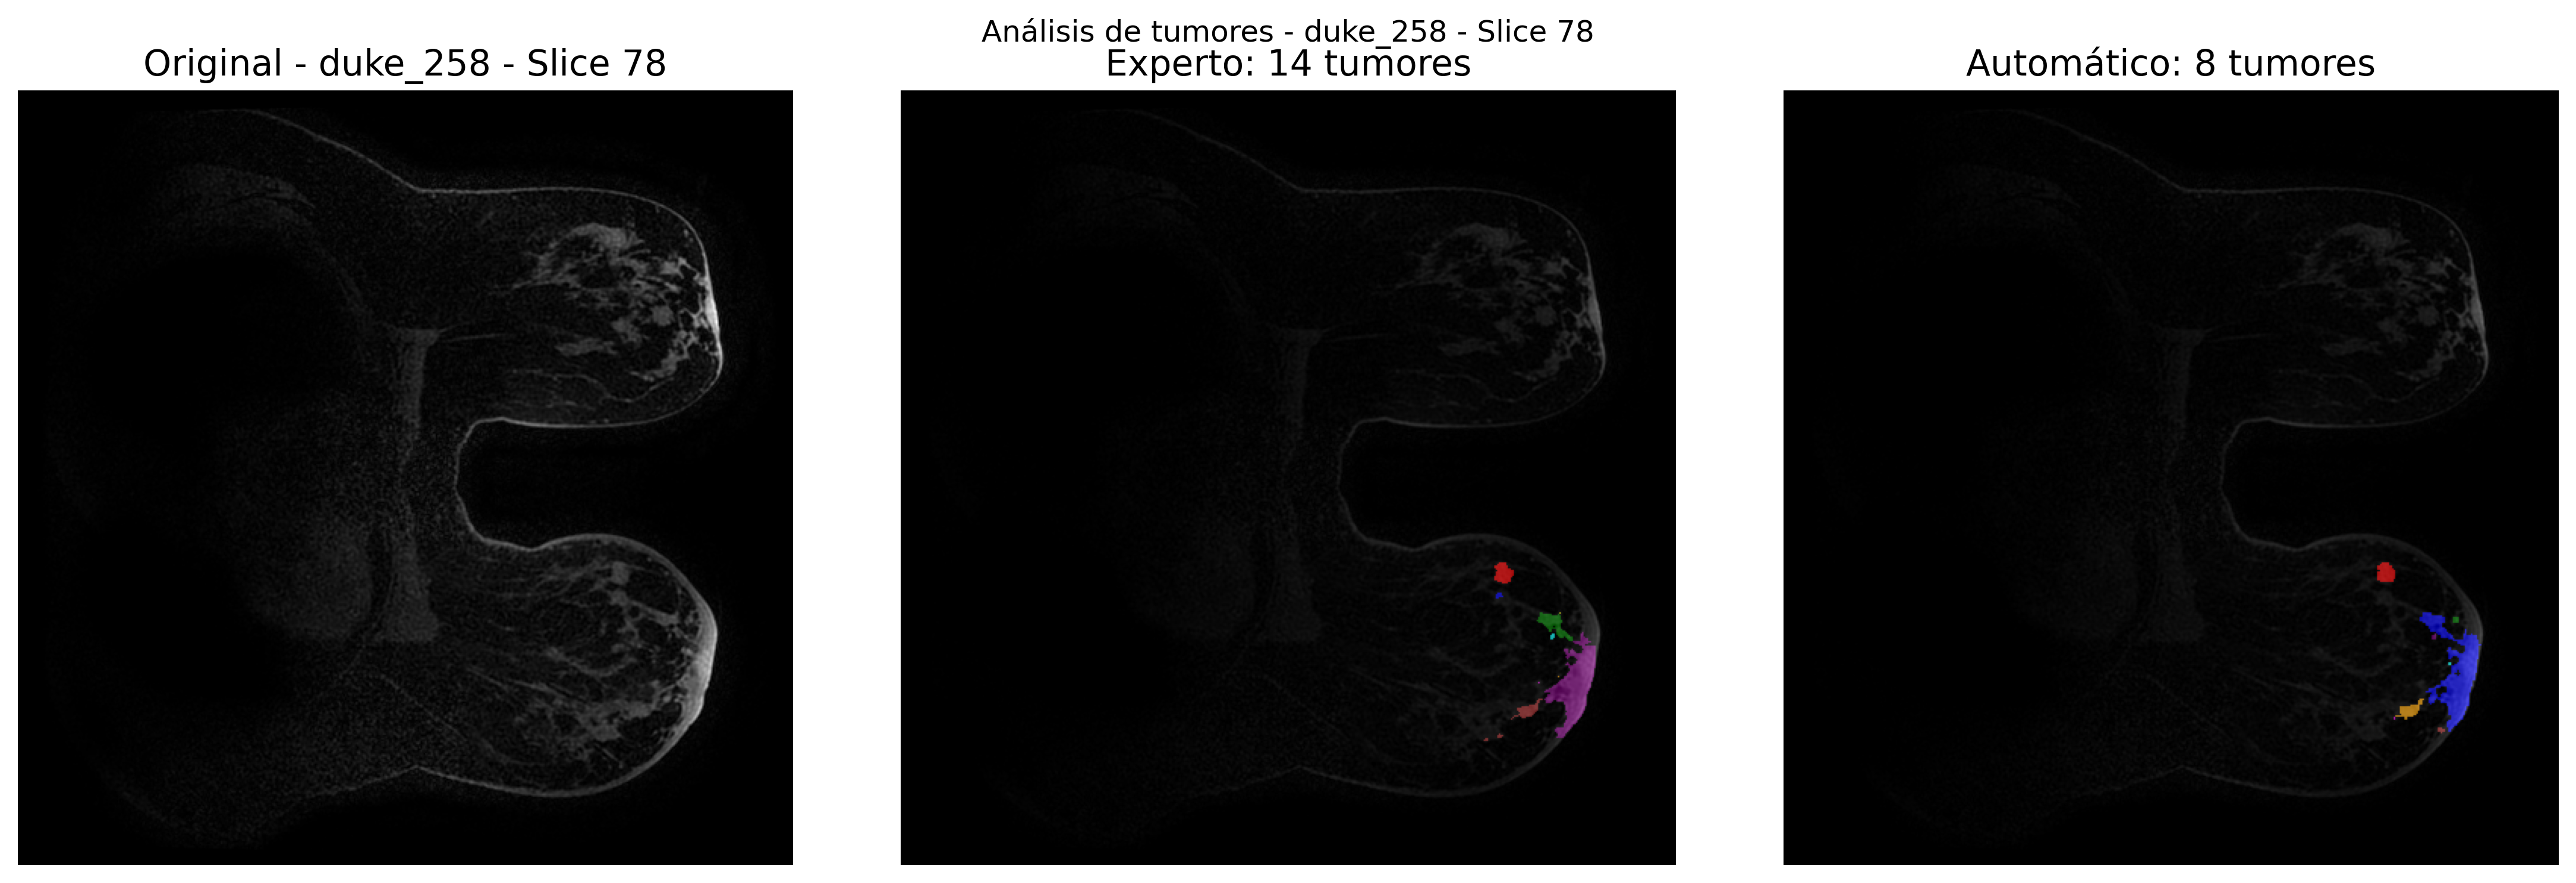 Análisis de tumores - duke_258 - Slice 78
Original - duke_258 - Slice 78
Experto: 14 tumores
Automático: 8 tumores